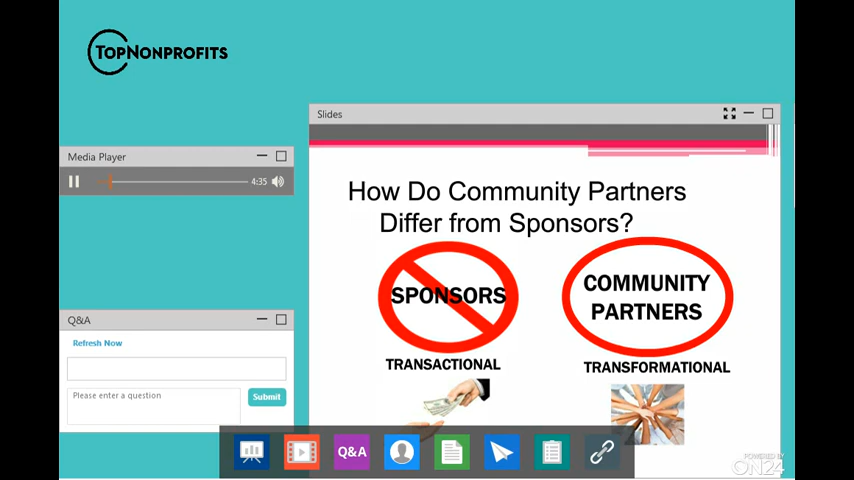 TOPNONPROFITS
Slides
Media Player
4:35
How Do Community Partners
Differ from Sponsors?
SPONSORS
COMMUNITY
PARTNERS
TRANSACTIONAL
TRANSFORMATIONAL
Q&A
Refresh Now
Please enter a question
Submit
Q&A
POWERED BY
ON24